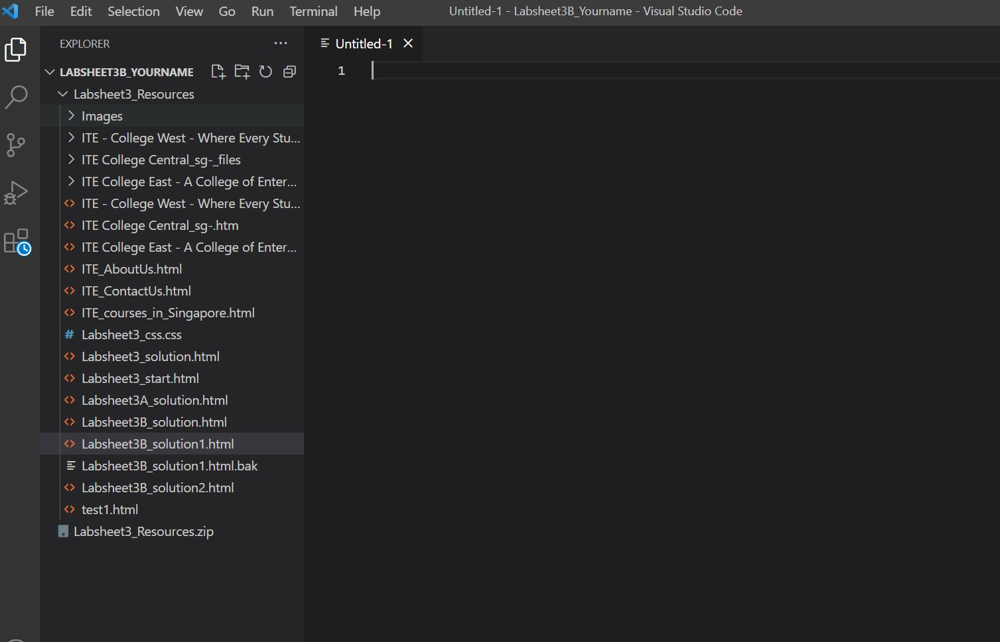 File Edit Selection View Go Run Terminal Help Untitled-1 - Labsheet3B_Yourname - Visual Studio Code
EXPLORER ...
Untitled-1
LABSHEET3B_YOURNAME
1
Labsheet3_Resources
Images
ITE - College West - Where Every Stu...
ITE College Central_sg-_files
ITE College East - A College of Enter...
ITE - College West - Where Every Stu...
ITE College Central_sg-.htm
ITE College East - A College of Enter...
ITE_AboutUs.html
ITE_ContactUs.html
ITE_courses_in_Singapore.html
# Labsheet3_css.css
Labsheet3_solution.html
Labsheet3_start.html
Labsheet3A_solution.html
Labsheet3B_solution.html
Labsheet3B_solution1.html
Labsheet3B_solution1.html.bak
Labsheet3B_solution2.html
test1.html
Labsheet3_Resources.zip